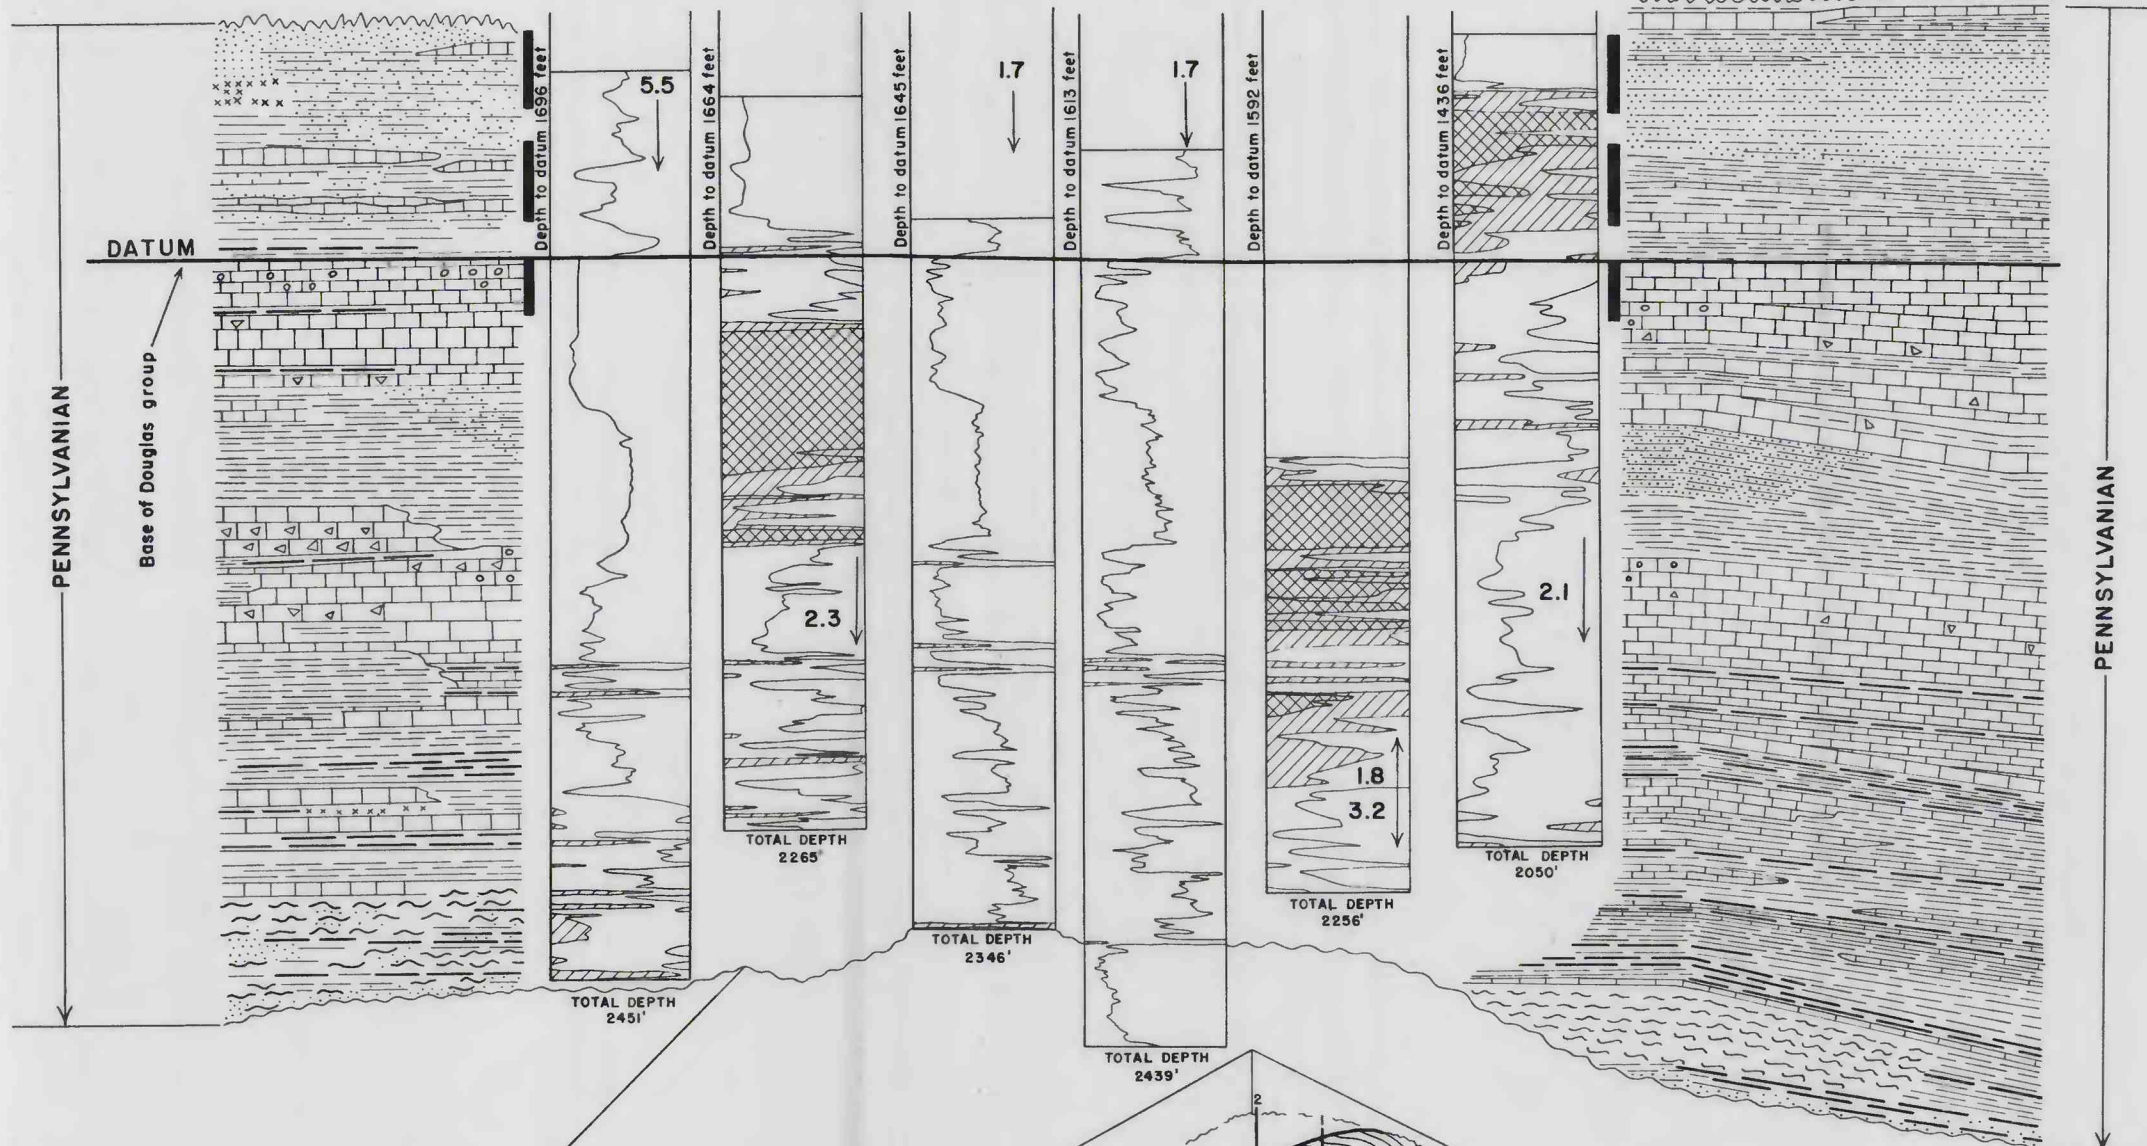 PENNSYLVANIAN
DATUM
Base of Douglas group
Depth to datum 1696 feet
5.5
TOTAL DEPTH
2451'
Depth to datum 1664 feet
2.3
TOTAL DEPTH
2265'
Depth to datum 1645 feet
1.7
TOTAL DEPTH
2346'
Depth to datum 1613 feet
1.7
TOTAL DEPTH
2439'
Depth to datum 1592 feet
1.8
3.2
TOTAL DEPTH
2256'
Depth to datum 1436 feet
2.1
TOTAL DEPTH
2050'
PENNSYLVANIAN
2